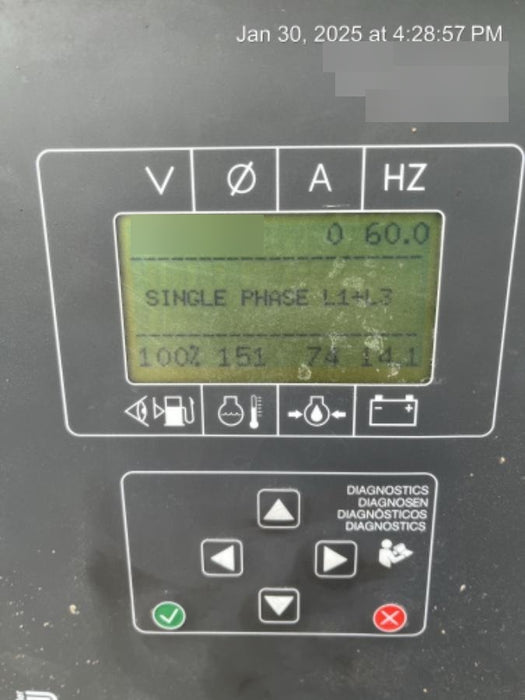 Jan 30, 2025 at 4:28:57 PM
V Ø A HZ
0 60.0
SINGLE PHASE L1+L3
100% 151 74 14.1
DIAGNOSTICS
DIAGNOSEN
DIAGNÓSTICOS
DIAGNOSTICS